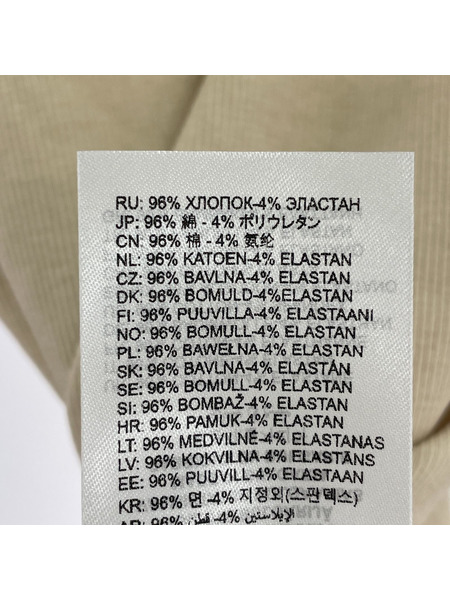 RU: 96% ХЛОПОК-4% ЭЛАСТАН
JP: 96% 綿 - 4% ポリウレタン
CN: 96% 棉 - 4% 氨纶
NL: 96% KATOEN-4% ELASTAN
CZ: 96% BAVLNA-4% ELASTAN
DK: 96% BOMULD-4% ELASTAN
FI: 96% PUUVILLA-4% ELASTAANI
NO: 96% BOMULL-4% ELASTAN
PL: 96% BAWEŁNA-4% ELASTAN
SK: 96% BAVLNA-4% ELASTÁN
SE: 96% BOMULL-4% ELASTAN
SI: 96% BOMBAŽ-4% ELASTAN
HR: 96% PAMUK-4% ELASTAN
LT: 96% MEDVILNĖ-4% ELASTANAS
LV: 96% KOKVILNA-4% ELASTĀNS
EE: 96% PUUVILL-4% ELASTAAN
KR: 96% 면 -4% 지정외(스판덱스)
AR: 96% قطن -4% الإيلاستين